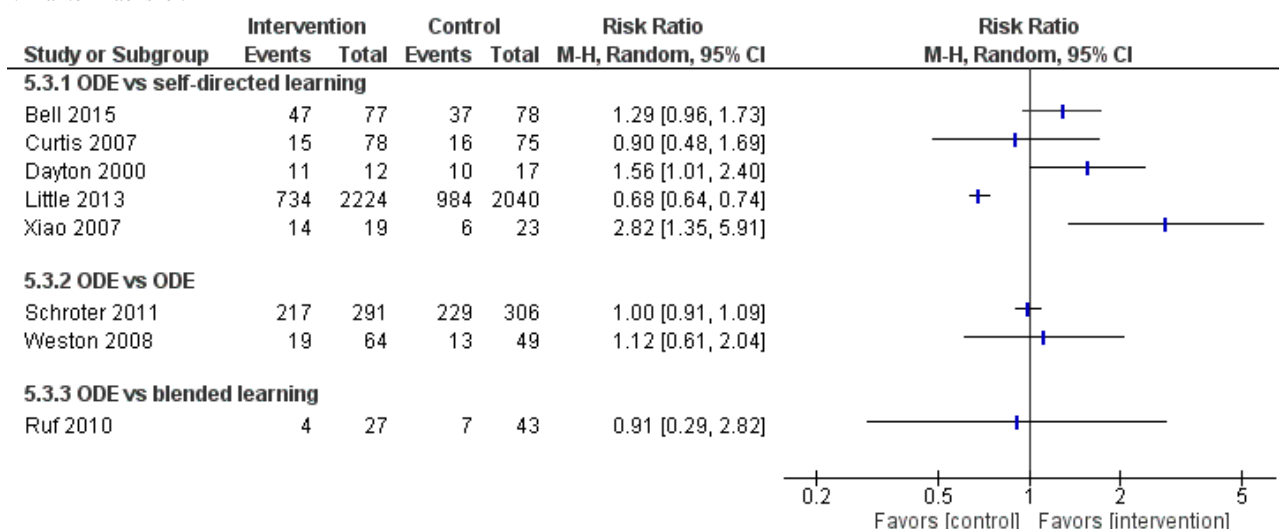 Intervention Control Risk Ratio Risk Ratio
Study or Subgroup Events Total Events Total M-H, Random, 95% CI M-H, Random, 95% CI
5.3.1 ODE vs self-directed learning
Bell 2015 47 77 37 78 1.29 [0.96, 1.73]
Curtis 2007 15 78 16 75 0.90 [0.48, 1.69]
Dayton 2000 11 12 10 17 1.56 [1.01, 2.40]
Little 2013 734 2224 984 2040 0.68 [0.64, 0.74]
Xiao 2007 14 19 6 23 2.82 [1.35, 5.91]
5.3.2 ODE vs ODE
Schroter 2011 217 291 229 306 1.00 [0.91, 1.09]
Weston 2008 19 64 13 49 1.12 [0.61, 2.04]
5.3.3 ODE vs blended learning
Ruf 2010 4 27 7 43 0.91 [0.29, 2.82]
0.2 0.5 1 2 5
Favors [control] Favors [intervention]